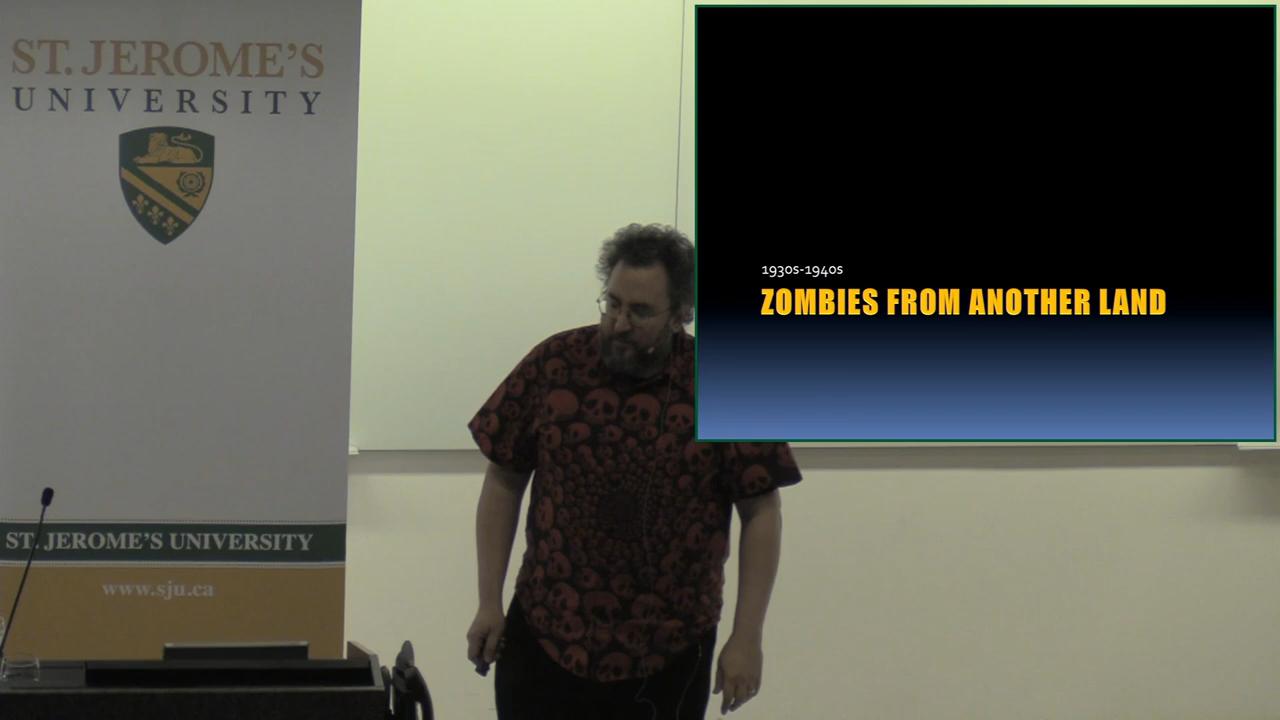 ST. JEROME'S
UNIVERSITY
ST. JEROME'S UNIVERSITY
www.sju.ca
1930s-1940s
ZOMBIES FROM ANOTHER LAND